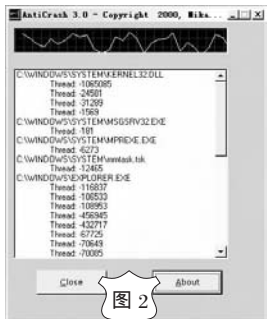 AntiCrash 3.0 - Copyright 2000, Mika...
C:\WINDOWS\SYSTEM\KERNEL32.DLL
Thread: -1065085
Thread: -24581
Thread: -31289
Thread: -1569
C:\WINDOWS\SYSTEM\MSGSRV32.EXE
Thread: -181
C:\WINDOWS\SYSTEM\MPREXE.EXE
Thread: -6273
C:\WINDOWS\SYSTEM\mmtask.tsk
Thread: -12465
C:\WINDOWS\EXPLORER.EXE
Thread: -116837
Thread: -106533
Thread: -108953
Thread: -456945
Thread: -432717
Thread: -67725
Thread: -70649
Thread: -70085
Close
About
图 2